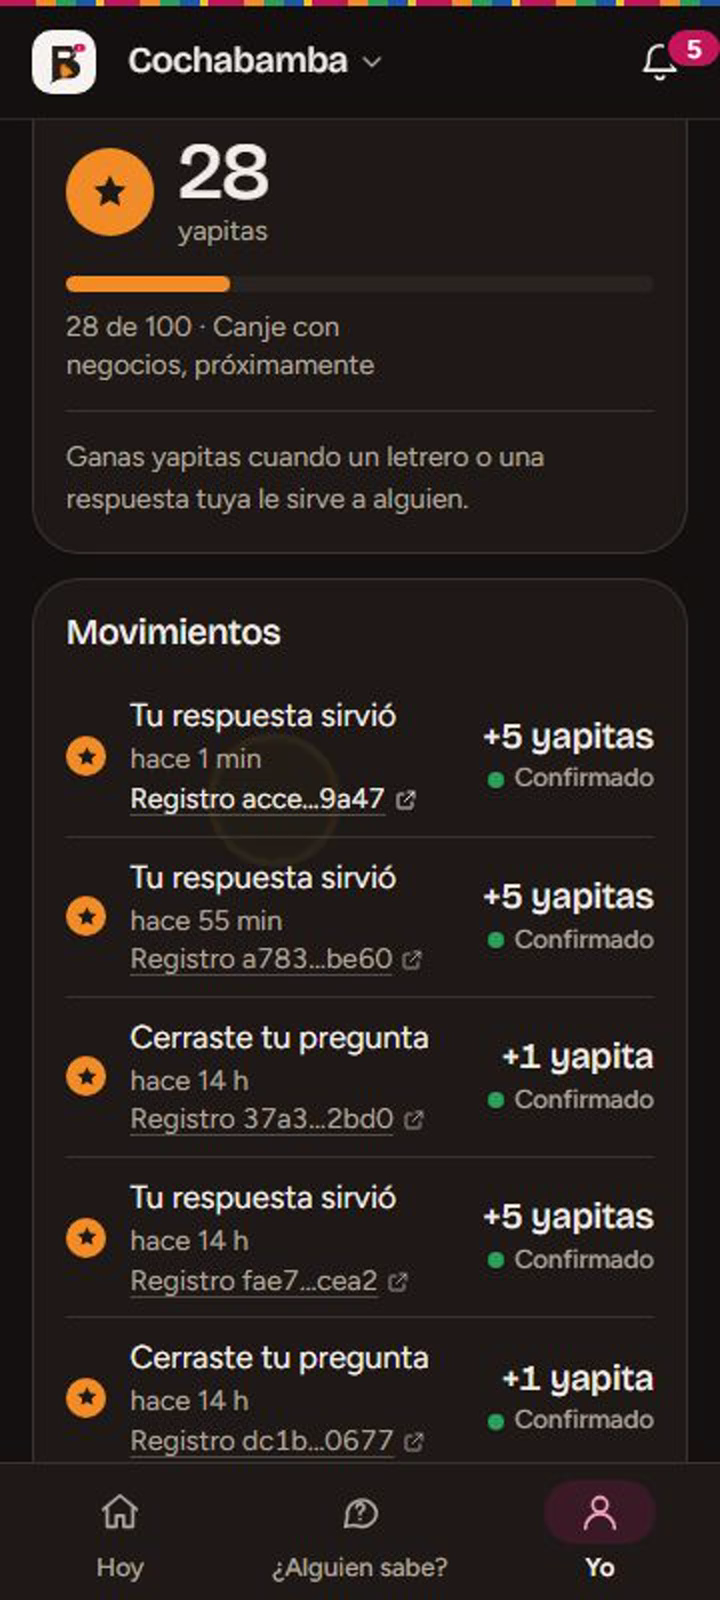 Cochabamba
5
28
yapitas
28 de 100 · Canje con
negocios, próximamente
Ganas yapitas cuando un letrero o una
respuesta tuya le sirve a alguien.
Movimientos
Tu respuesta sirvió
hace 1 min
Registro acce...9a47
+5 yapitas
Confirmado
Tu respuesta sirvió
hace 55 min
Registro a783...be60
+5 yapitas
Confirmado
Cerraste tu pregunta
hace 14 h
Registro 37a3...2bd0
+1 yapita
Confirmado
Tu respuesta sirvió
hace 14 h
Registro fae7...cea2
+5 yapitas
Confirmado
Cerraste tu pregunta
hace 14 h
Registro dc1b...0677
+1 yapita
Confirmado
Hoy
¿Alguien sabe?
Yo